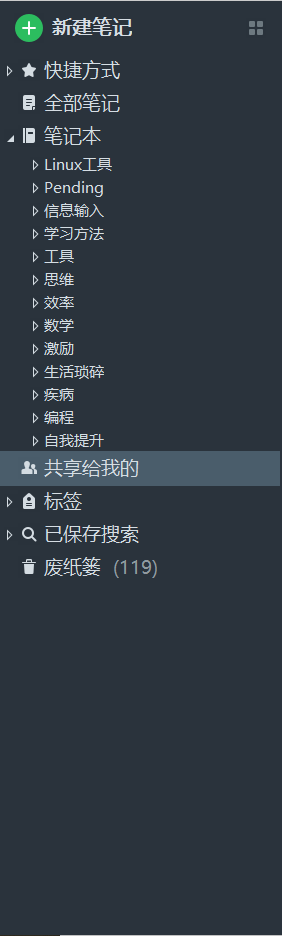 新建笔记
快捷方式
全部笔记
笔记本
Linux工具
Pending
信息输入
学习方法
工具
思维
效率
数学
激励
生活琐碎
疾病
编程
自我提升
共享给我的
标签
已保存搜索
废纸篓 (119)